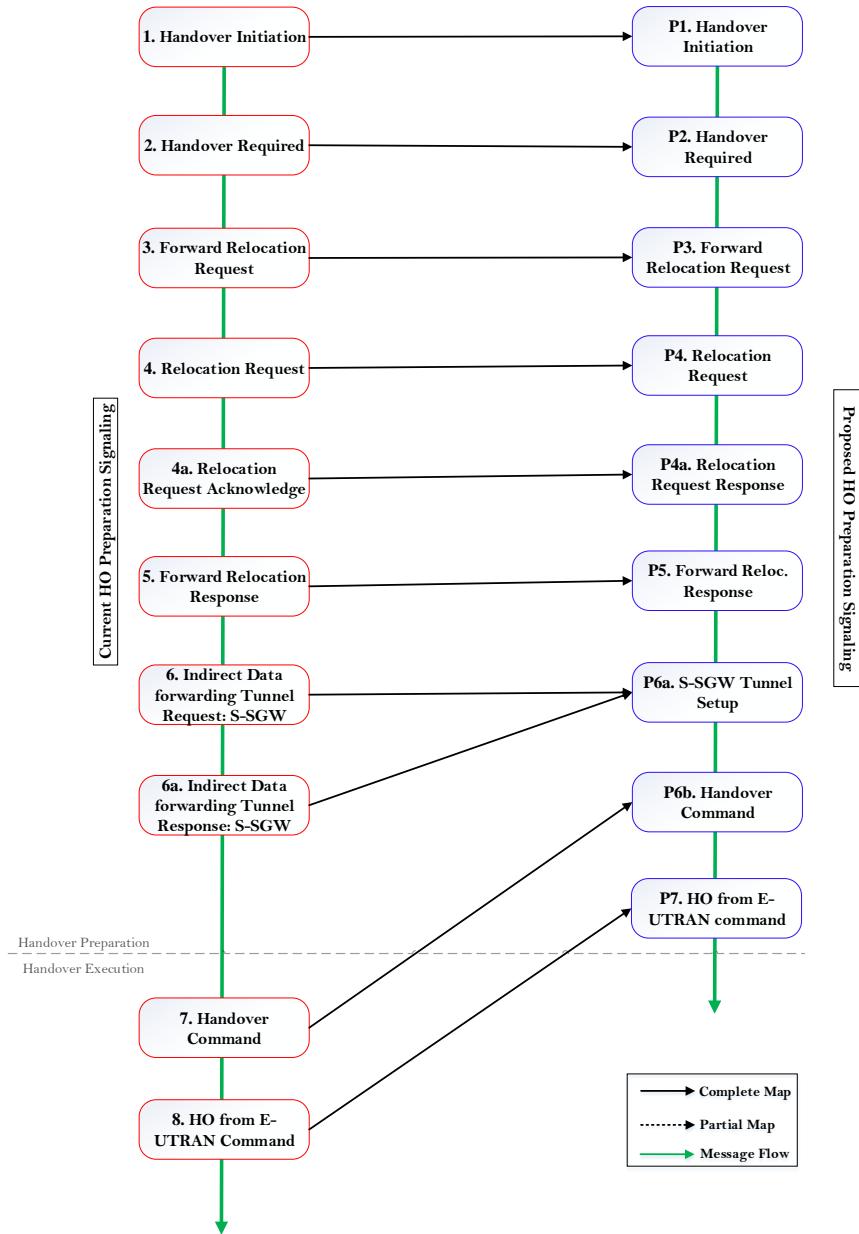 1. Handover Initiation
P1. Handover
Initiation
2. Handover Required
P2. Handover
Required
3. Forward Relocation
Request
P3. Forward
Relocation Request
4. Relocation Request
P4. Relocation
Request
Current HO Preparation Signaling
Proposed HO Preparation Signaling
4a. Relocation
Request Acknowledge
P4a. Relocation
Request Response
5. Forward Relocation
Response
P5. Forward Reloc.
Response
6. Indirect Data
forwarding Tunnel
Request: S-SGW
P6a. S-SGW Tunnel
Setup
6a. Indirect Data
forwarding Tunnel
Response: S-SGW
P6b. Handover
Command
P7. HO from E-
UTRAN command
Handover Preparation
Handover Execution
7. Handover
Command
8. HO from E-
UTRAN Command
Complete Map
Partial Map
Message Flow